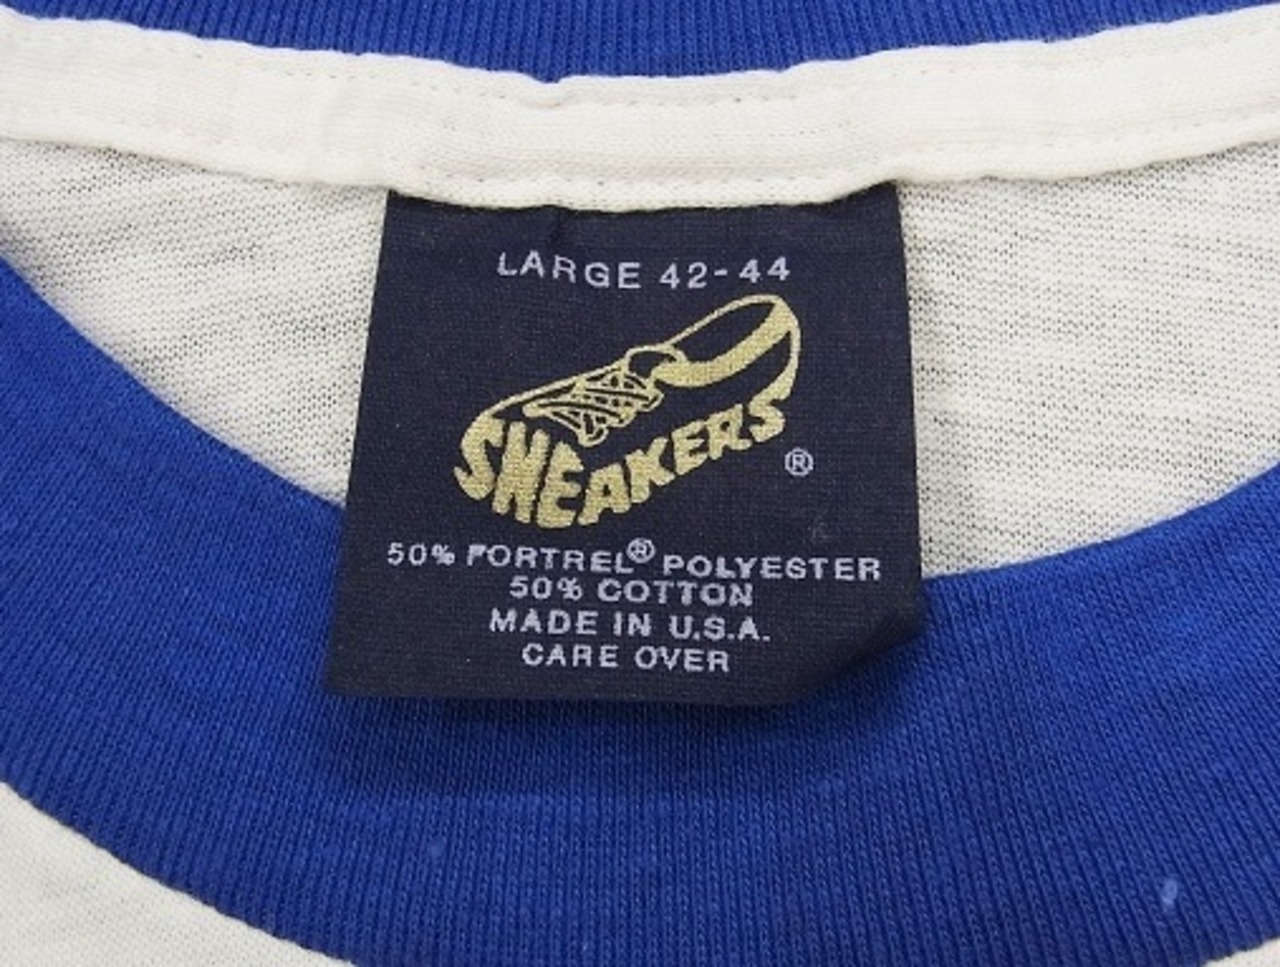 LARGE 42-44
SNEAKERS®
50% FORTREL® POLYESTER
50% COTTON
MADE IN U.S.A.
CARE OVER